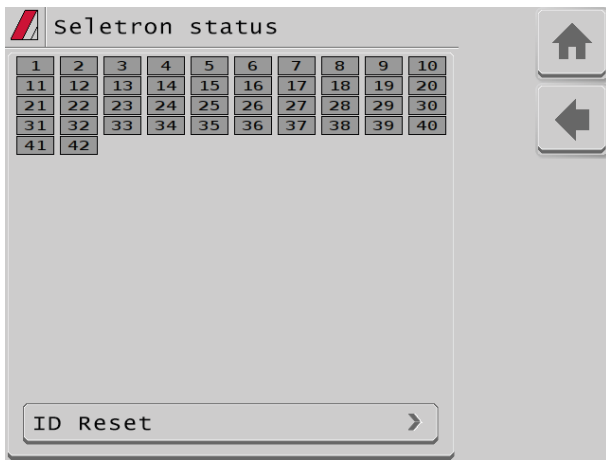 Seletron status
1 2 3 4 5 6 7 8 9 10
11 12 13 14 15 16 17 18 19 20
21 22 23 24 25 26 27 28 29 30
31 32 33 34 35 36 37 38 39 40
41 42
ID Reset